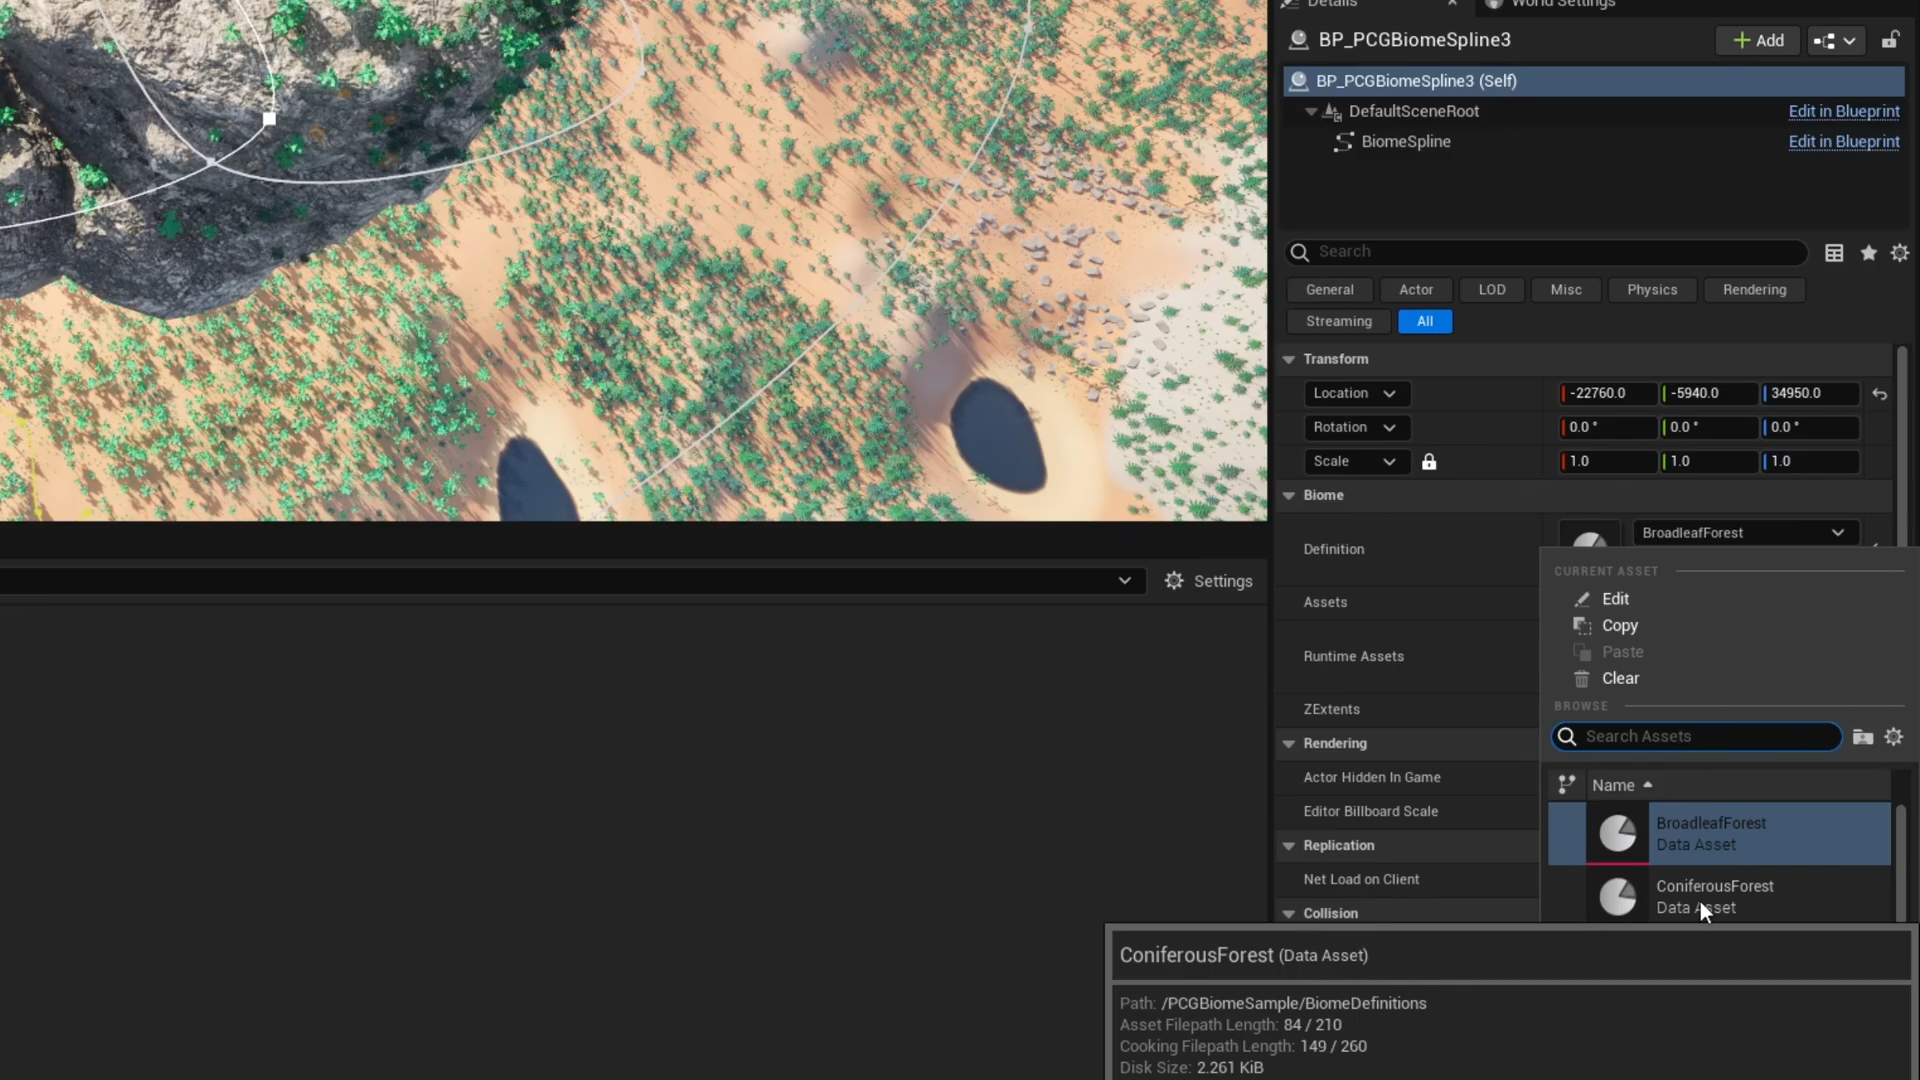 Details
World Settings
BP_PCGBiomeSpline3
Add
BP_PCGBiomeSpline3 (Self)
DefaultSceneRoot
Edit in Blueprint
BiomeSpline
Edit in Blueprint
Search
General
Actor
LOD
Misc
Physics
Rendering
Streaming
All
Transform
Location
-22760.0
-5940.0
34950.0
Rotation
0.0 °
0.0 °
0.0 °
Scale
1.0
1.0
1.0
Biome
Definition
BroadleafForest
Settings
Assets
Runtime Assets
ZExtents
Rendering
Actor Hidden In Game
Editor Billboard Scale
Replication
Net Load on Client
Collision
CURRENT ASSET
Edit
Copy
Paste
Clear
BROWSE
Search Assets
Name
BroadleafForest
Data Asset
ConiferousForest
Data Asset
ConiferousForest (Data Asset)
Path: /PCGBiomeSample/BiomeDefinitions
Asset Filepath Length: 84 / 210
Cooking Filepath Length: 149 / 260
Disk Size: 2.261 KiB